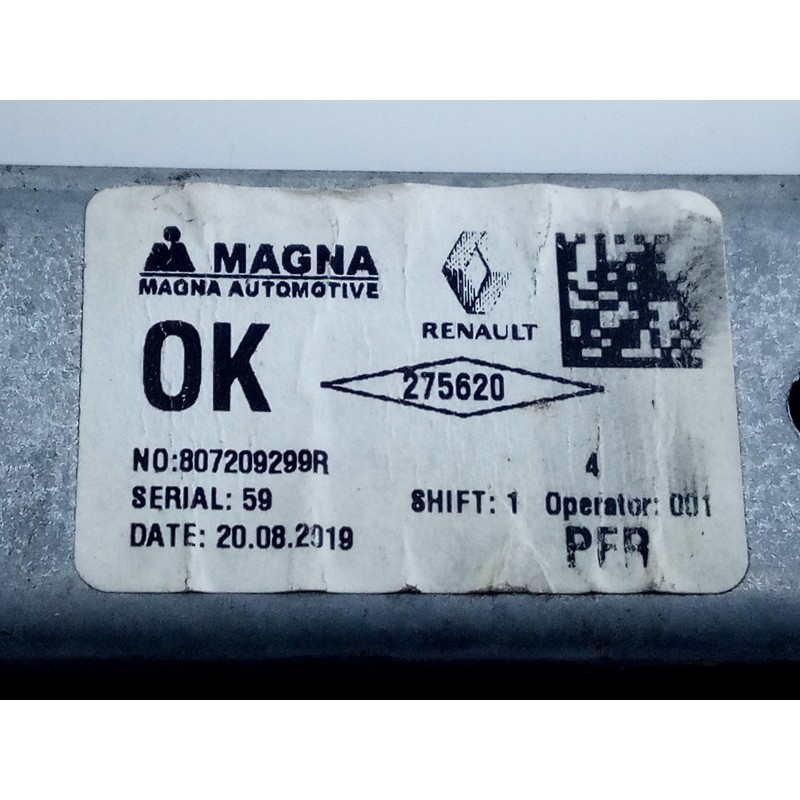 MAGNA
MAGNA AUTOMOTIVE
RENAULT
OK
275620
NO:807209299R
4
SERIAL: 59
SHIFT: 1
Operator: 001
DATE: 20.08.2019